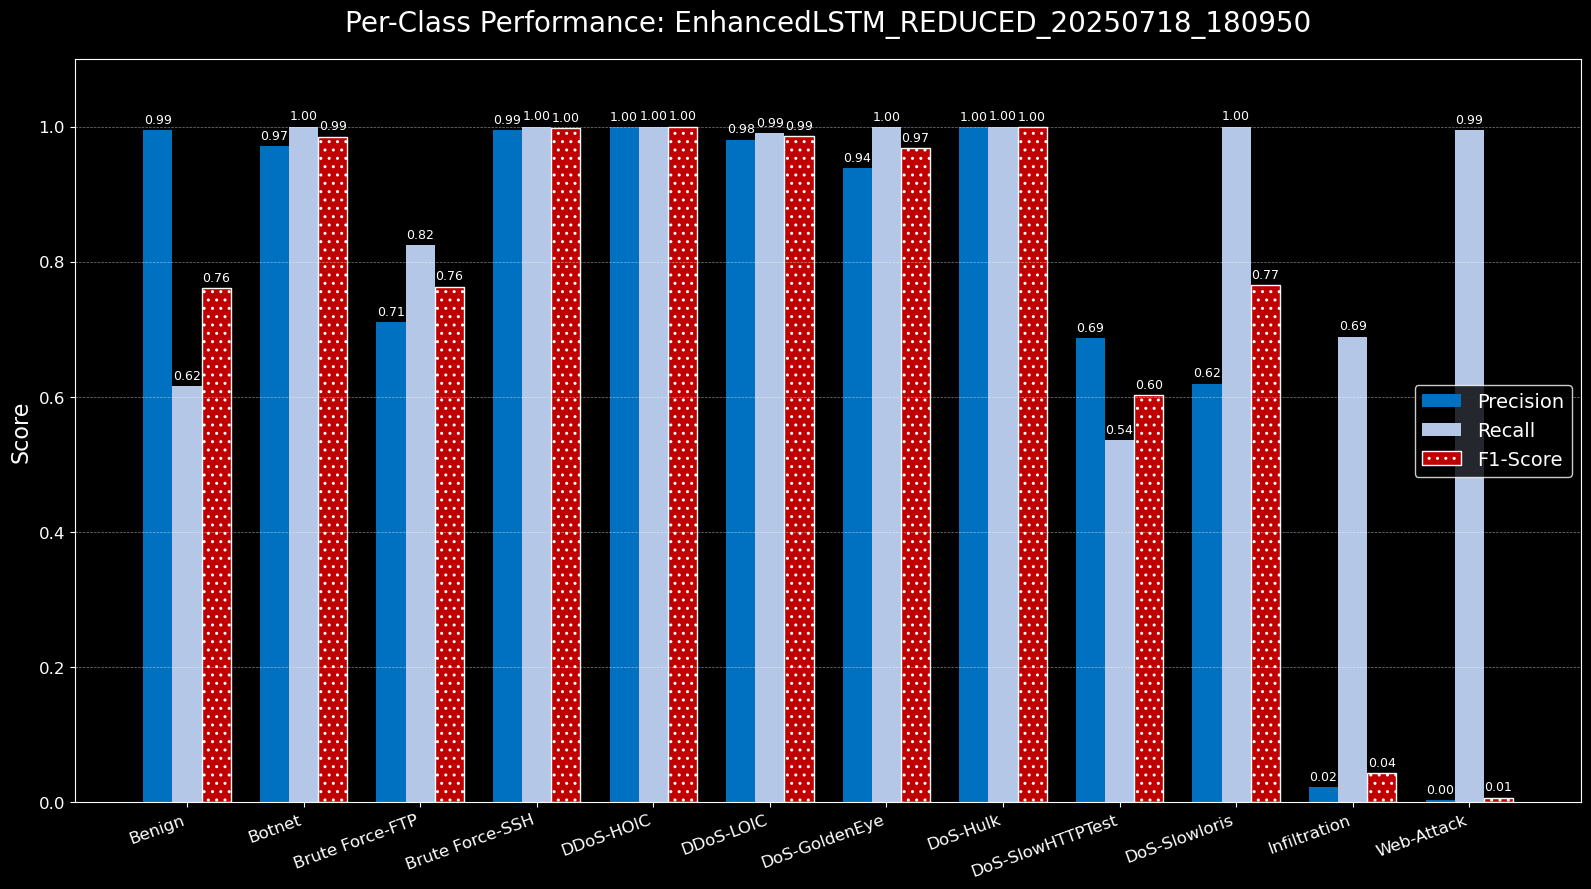 Per-Class Performance: EnhancedLSTM_REDUCED_20250718_180950
Score
1.0
0.8
0.6
0.4
0.2
0.0
0.99 0.62 0.76
0.97 1.00 0.99
0.71 0.82 0.76
0.99 1.00 1.00
1.00 1.00 1.00
0.98 0.99 0.99
0.94 1.00 0.97
1.00 1.00 1.00
0.69 0.54 0.60
0.62 1.00 0.77
0.02 0.69 0.04
0.00 0.99 0.01
Precision
Recall
F1-Score
Benign
Botnet
Brute Force-FTP
Brute Force-SSH
DDoS-HOIC
DDoS-LOIC
DoS-GoldenEye
DoS-Hulk
DoS-SlowHTTPTest
DoS-Slowloris
Infiltration
Web-Attack